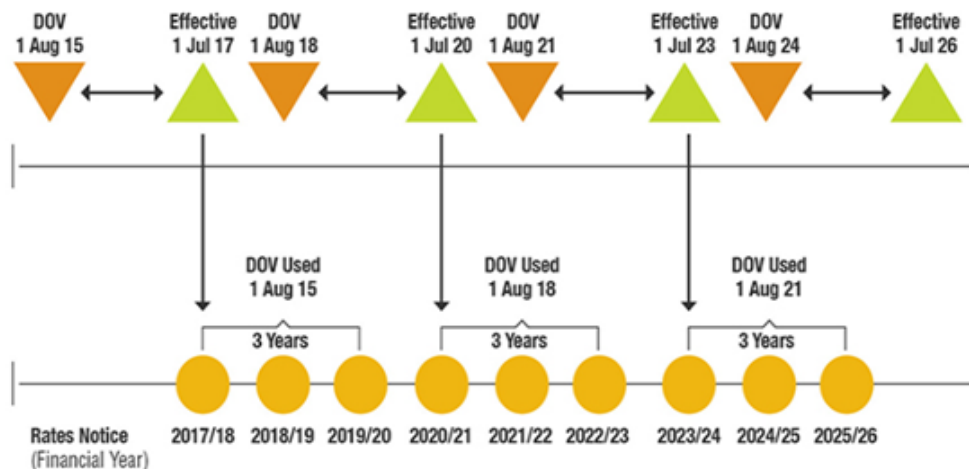 DOV
1 Aug 15
Effective
1 Jul 17
DOV
1 Aug 18
Effective
1 Jul 20
DOV
1 Aug 21
Effective
1 Jul 23
DOV
1 Aug 24
Effective
1 Jul 26
DOV Used
1 Aug 15
3 Years
DOV Used
1 Aug 18
3 Years
DOV Used
1 Aug 21
3 Years
Rates Notice
(Financial Year)
2017/18
2018/19
2019/20
2020/21
2021/22
2022/23
2023/24
2024/25
2025/26